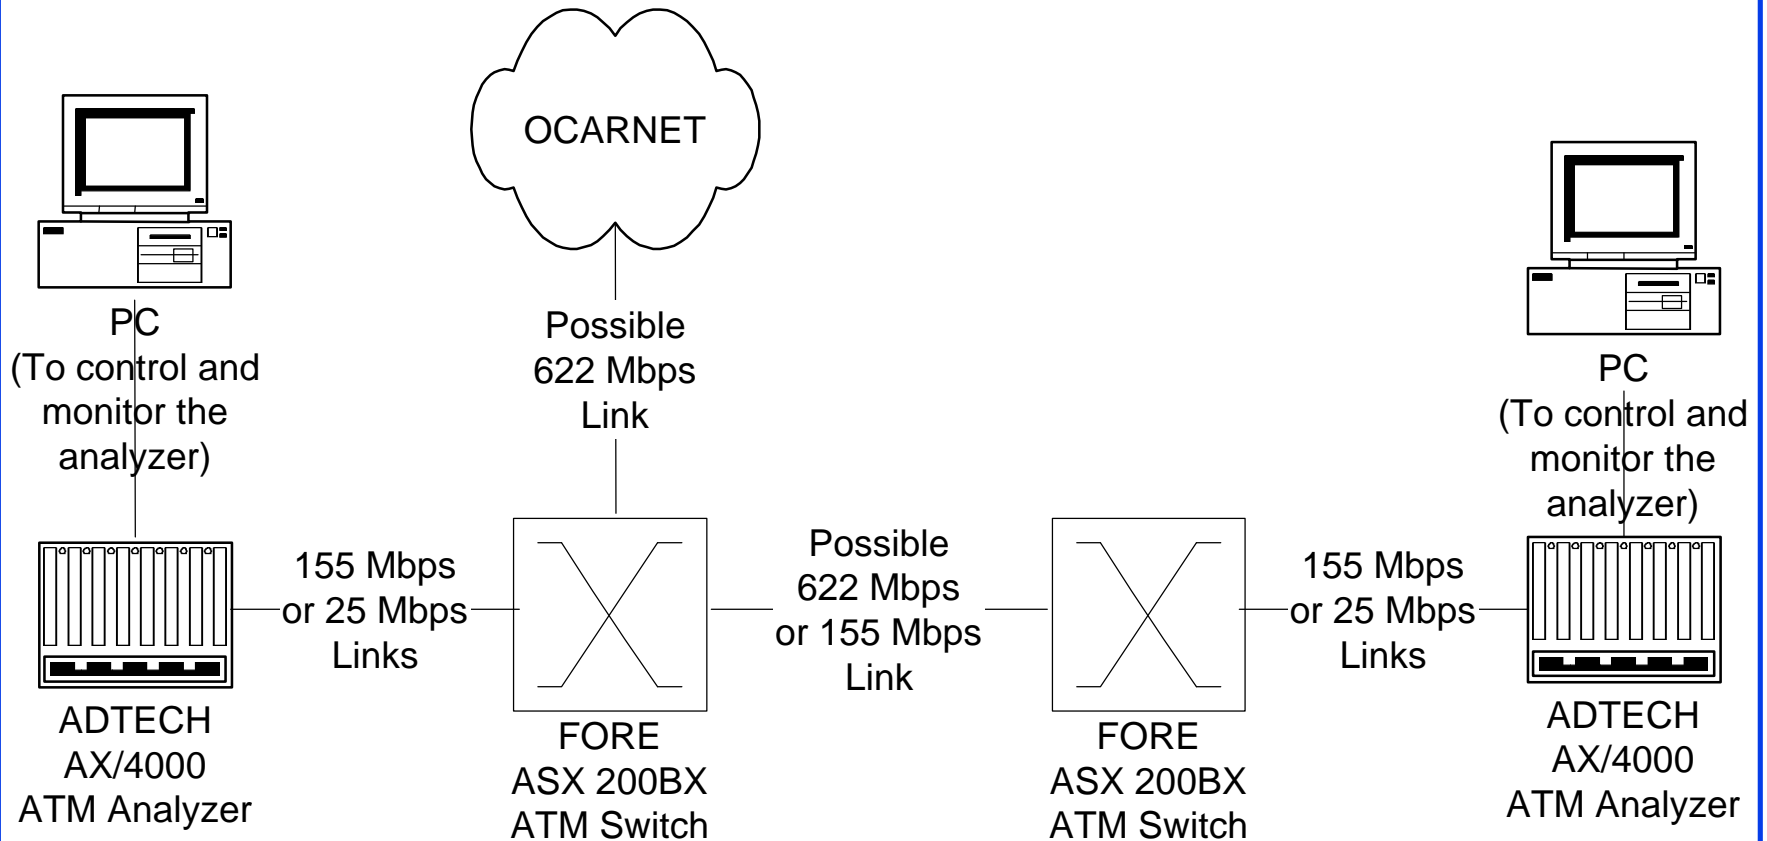 OCARNET
PC
(To control and
monitor the
analyzer)
Possible
622 Mbps
Link
PC
(To control and
monitor the
analyzer)
155 Mbps
or 25 Mbps
Links
Possible
622 Mbps
or 155 Mbps
Link
155 Mbps
or 25 Mbps
Links
ADTECH
AX/4000
ATM Analyzer
FORE
ASX 200BX
ATM Switch
FORE
ASX 200BX
ATM Switch
ADTECH
AX/4000
ATM Analyzer